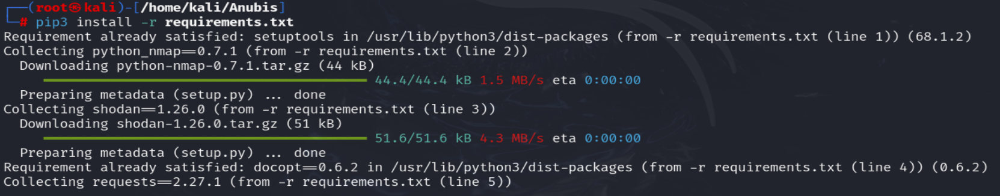 ┌──(root㉿kali)-[/home/kali/Anubis]
└─# pip3 install -r requirements.txt
Requirement already satisfied: setuptools in /usr/lib/python3/dist-packages (from -r requirements.txt (line 1)) (68.1.2)
Collecting python_nmap==0.7.1 (from -r requirements.txt (line 2))
  Downloading python-nmap-0.7.1.tar.gz (44 kB)
     ━━━━━━━━━━━━━━━━━━━━━━━━━━━━━━━━━━━━━━━━ 44.4/44.4 kB 1.5 MB/s eta 0:00:00
  Preparing metadata (setup.py) ... done
Collecting shodan==1.26.0 (from -r requirements.txt (line 3))
  Downloading shodan-1.26.0.tar.gz (51 kB)
     ━━━━━━━━━━━━━━━━━━━━━━━━━━━━━━━━━━━━━━━━ 51.6/51.6 kB 4.3 MB/s eta 0:00:00
  Preparing metadata (setup.py) ... done
Requirement already satisfied: docopt==0.6.2 in /usr/lib/python3/dist-packages (from -r requirements.txt (line 4)) (0.6.2)
Collecting requests==2.27.1 (from -r requirements.txt (line 5))